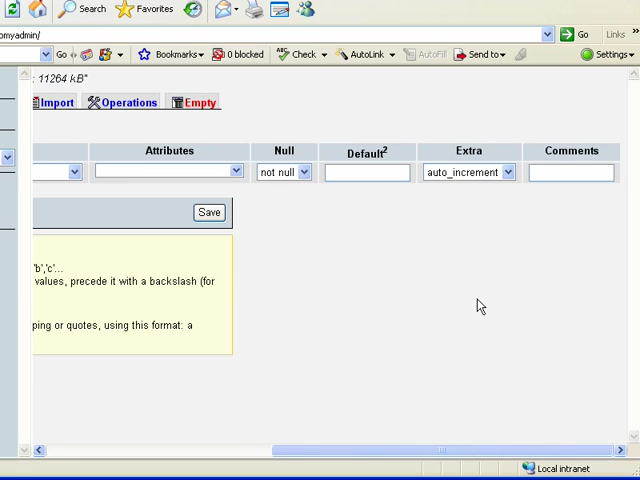 Search Favorites
omyadmin/ Go Links »
Go Bookmarks 0 blocked Check AutoLink AutoFill Send to Settings
: 11264 kB"
Import Operations Empty
Attributes Null Default2 Extra Comments
not null auto_increment
Save
'b','c'...
values, precede it with a backslash (for
ping or quotes, using this format: a
Local intranet